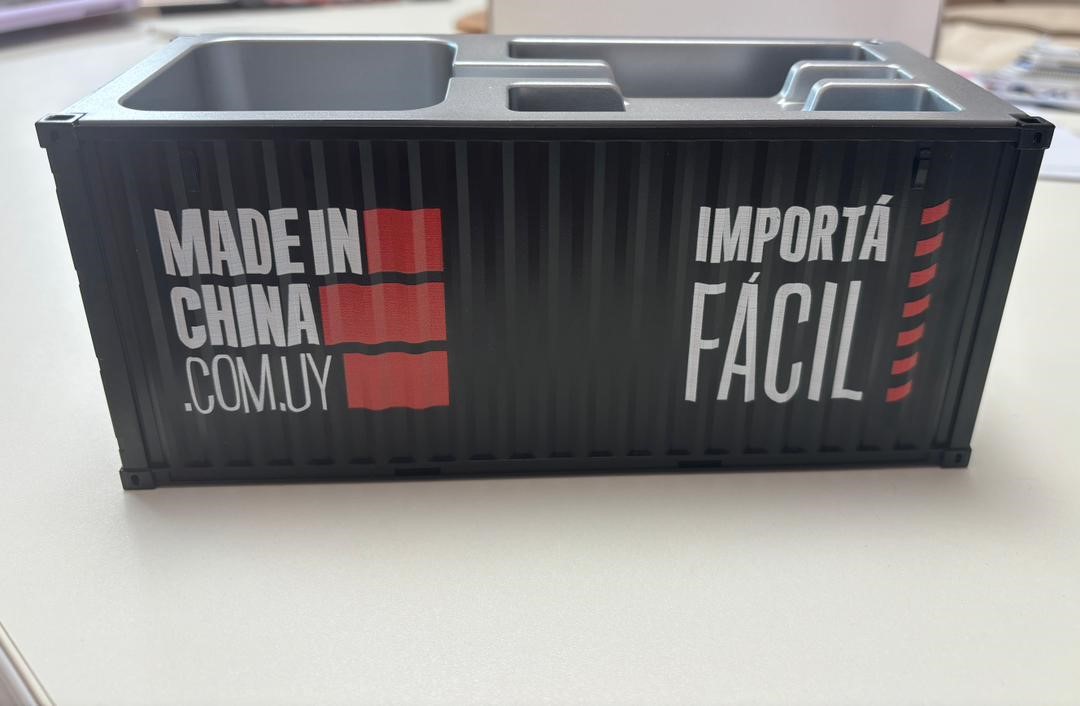 MADE IN
CHINA
.COM.UY
IMPORTÁ
FÁCIL